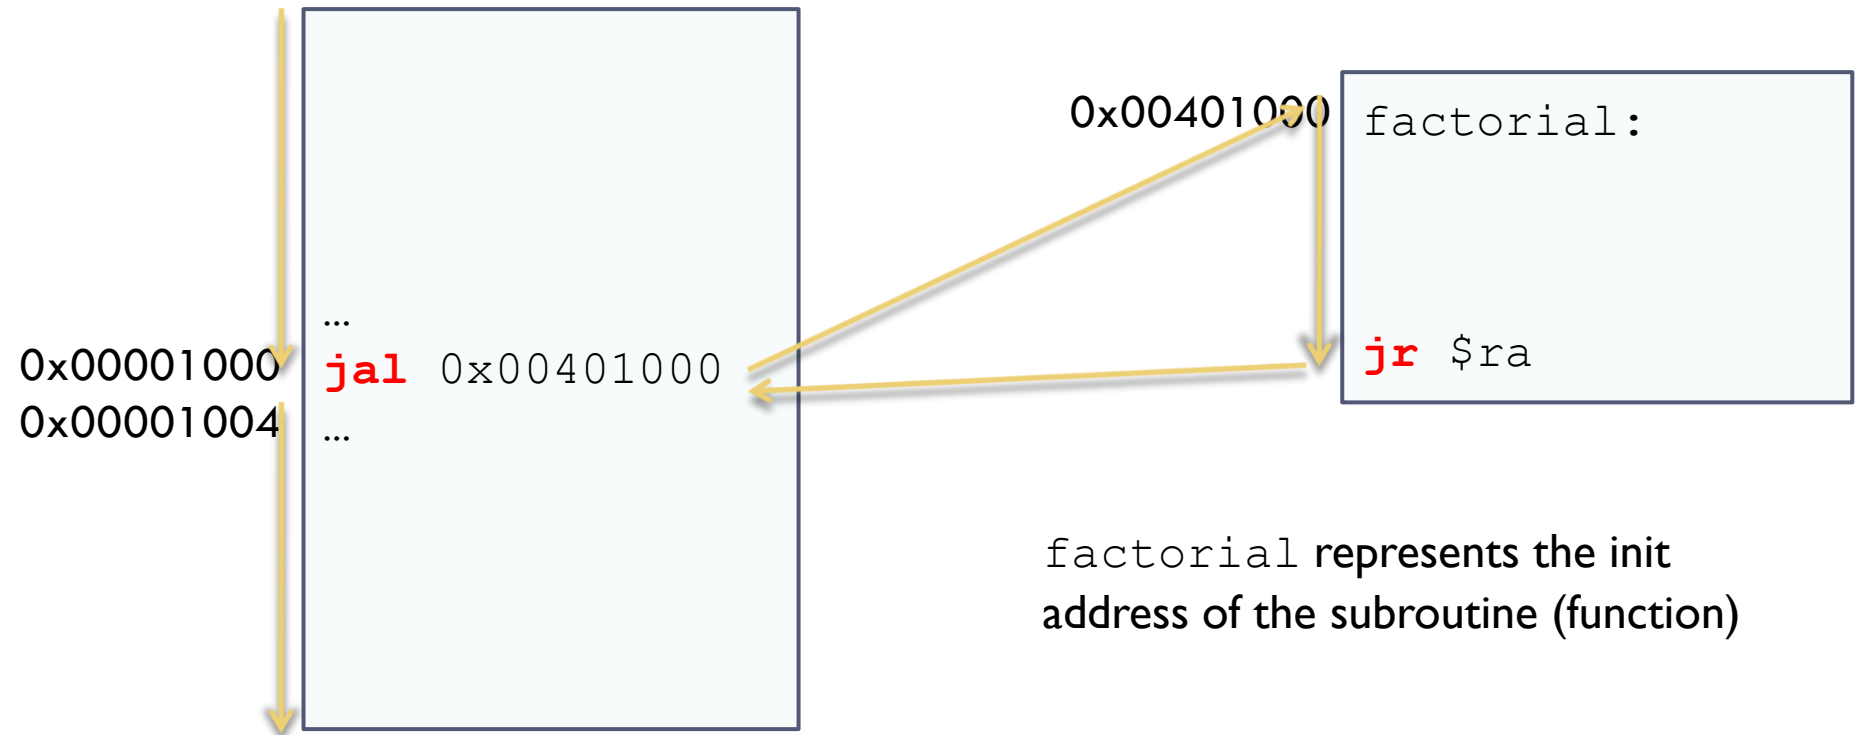 0x00401000
factorial:
…
0x00001000
jal 0x00401000
jr $ra
0x00001004
…
factorial represents the init
address of the subroutine (function)